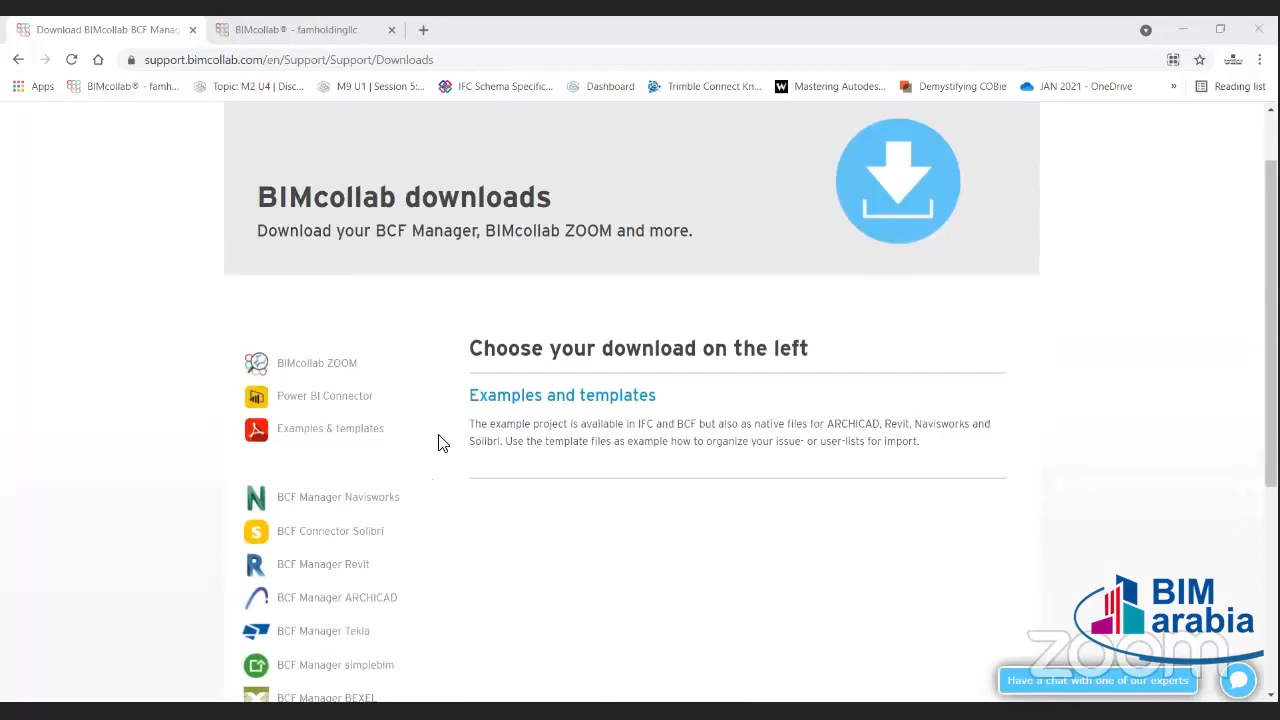 Download BIMcollab BCF Manag
BIMcollab® - famholdingllc
support.bimcollab.com/en/Support/Support/Downloads
Apps
BIMcollab® - famh...
Topic: M2 U4 | Disc...
M9 U1 | Session 5:...
IFC Schema Specific...
Dashboard
Trimble Connect Kn...
W Mastering Autodes...
Demystifying COBie
JAN 2021 - OneDrive
»
Reading list
BIMcollab downloads
Download your BCF Manager, BIMcollab ZOOM and more.
Choose your download on the left
BIMcollab ZOOM
Power BI Connector
Examples & templates
Examples and templates
The example project is available in IFC and BCF but also as native files for ARCHICAD, Revit, Navisworks and
Solibri. Use the template files as example how to organize your issue- or user-lists for import.
N BCF Manager Navisworks
S BCF Connector Solibri
R BCF Manager Revit
BCF Manager ARCHICAD
BCF Manager Tekla
BCF Manager simplebim
BCF Manager BEXEL
BIM
arabia
zoom
Have a chat with one of our experts